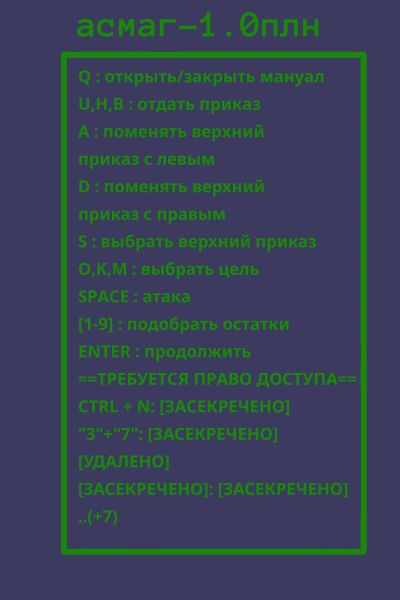 асмаг-1.0плн
Q : открыть/закрыть мануал
U,H,B : отдать приказ
A : поменять верхний
приказ с левым
D : поменять верхний
приказ с правым
S : выбрать верхний приказ
O,K,M : выбрать цель
SPACE : атака
[1-9] : подобрать остатки
ENTER : продолжить
==ТРЕБУЕТСЯ ПРАВО ДОСТУПА==
CTRL + N: [ЗАСЕКРЕЧЕНО]
"3"+"7": [ЗАСЕКРЕЧЕНО]
[УДАЛЕНО]
[ЗАСЕКРЕЧЕНО]: [ЗАСЕКРЕЧЕНО]
..(+7)